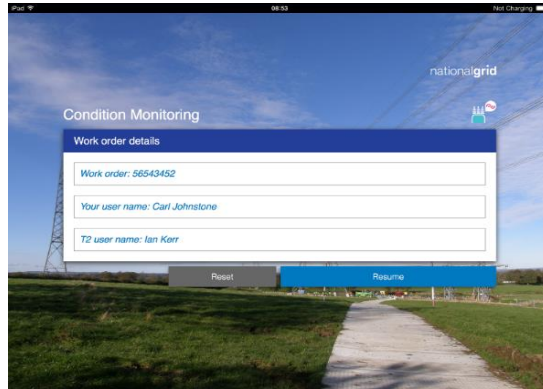 iPad 08:53 Not Charging
nationalgrid
Condition Monitoring
Work order details
Work order: 56543452
Your user name: Carl Johnstone
T2 user name: Ian Kerr
Reset Resume